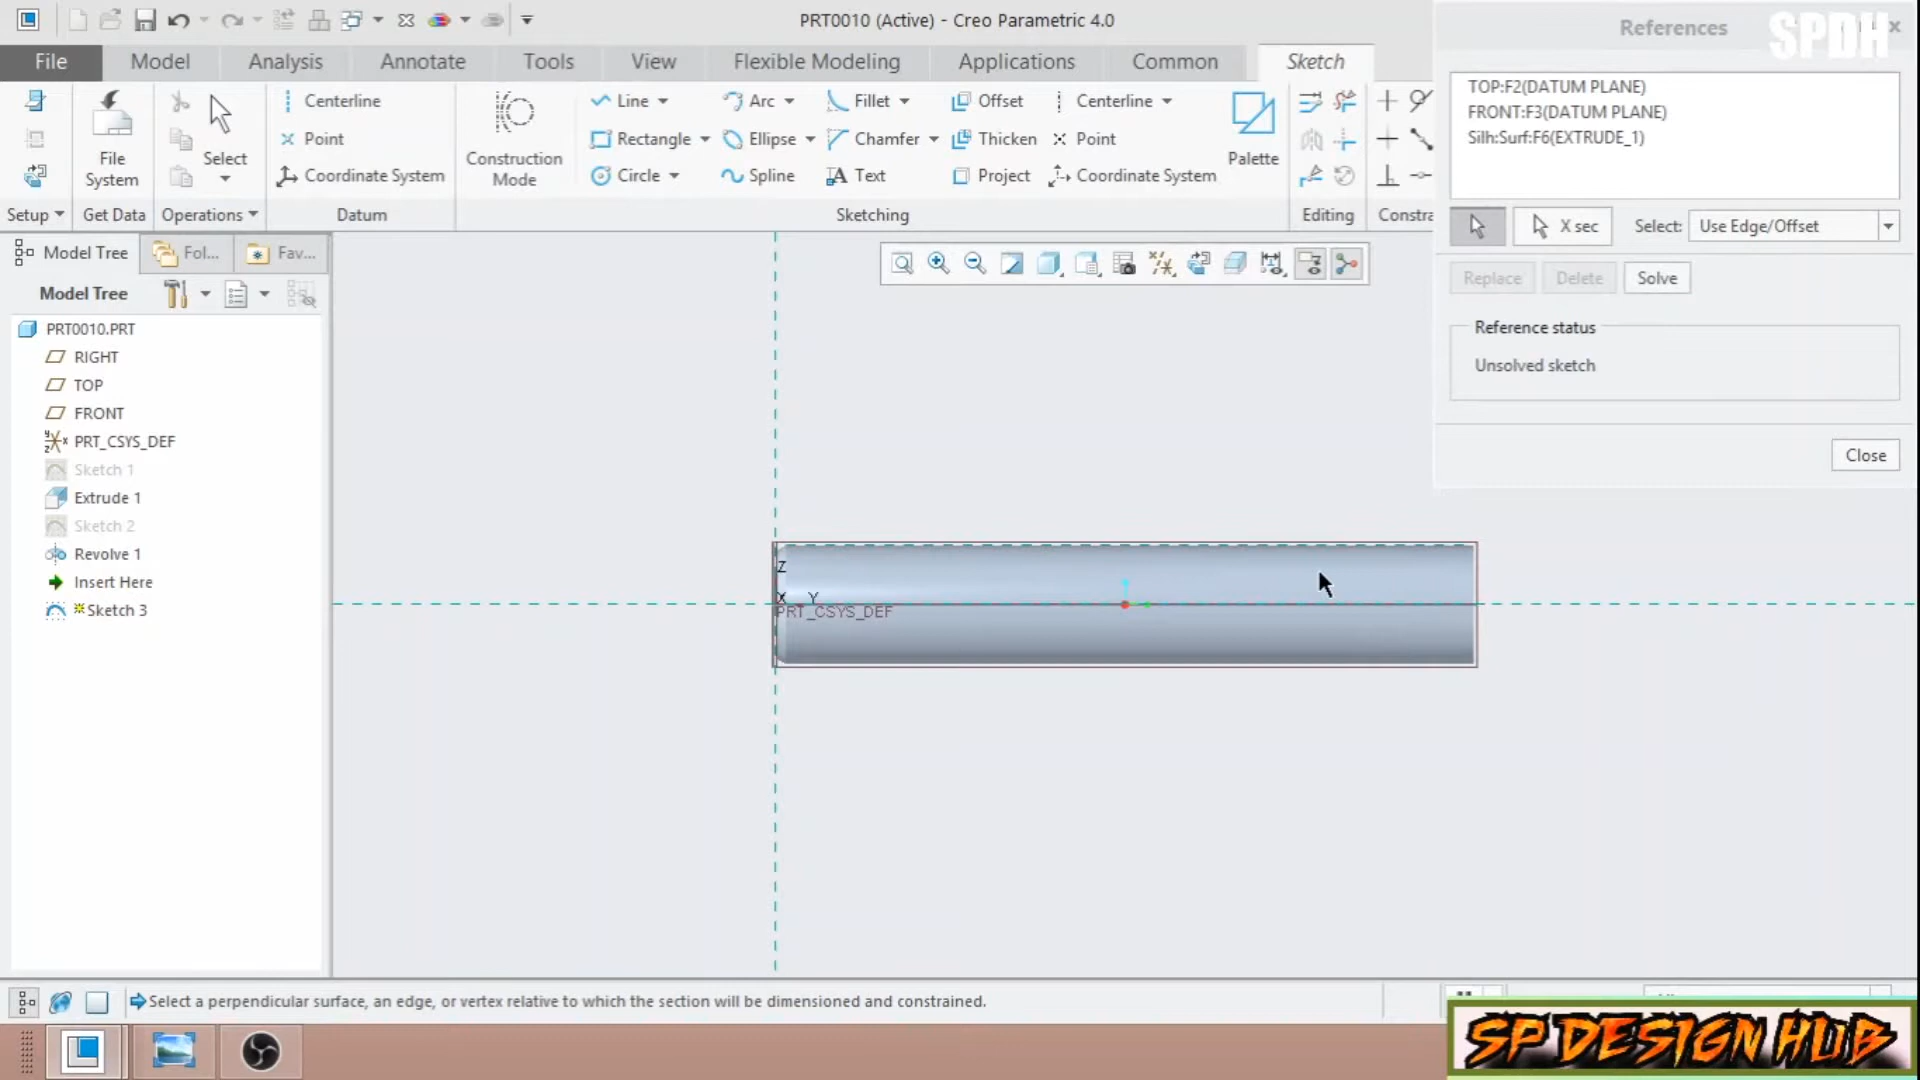 PRT0010 (Active) - Creo Parametric 4.0
References
SPDH
File
Model
Analysis
Annotate
Tools
View
Flexible Modeling
Applications
Common
Sketch
TOP:F2(DATUM PLANE)
FRONT:F3(DATUM PLANE)
Silh:Surf:F6(EXTRUDE_1)
Centerline
Line
Arc
Fillet
Offset
Centerline
Point
Rectangle
Ellipse
Chamfer
Thicken
Point
File System
Select
Construction Mode
Palette
Coordinate System
Circle
Spline
Text
Project
Coordinate System
Setup
Get Data
Operations
Datum
Sketching
Editing
Constra
X sec
Select:
Use Edge/Offset
Replace
Delete
Solve
Reference status
Unsolved sketch
Close
Model Tree
Fol...
Fav...
Model Tree
PRT0010.PRT
RIGHT
TOP
FRONT
PRT_CSYS_DEF
Sketch 1
Extrude 1
Sketch 2
Revolve 1
Insert Here
Sketch 3
Z
X Y
PRT_CSYS_DEF
Select a perpendicular surface, an edge, or vertex relative to which the section will be dimensioned and constrained.
SP DESIGN HUB